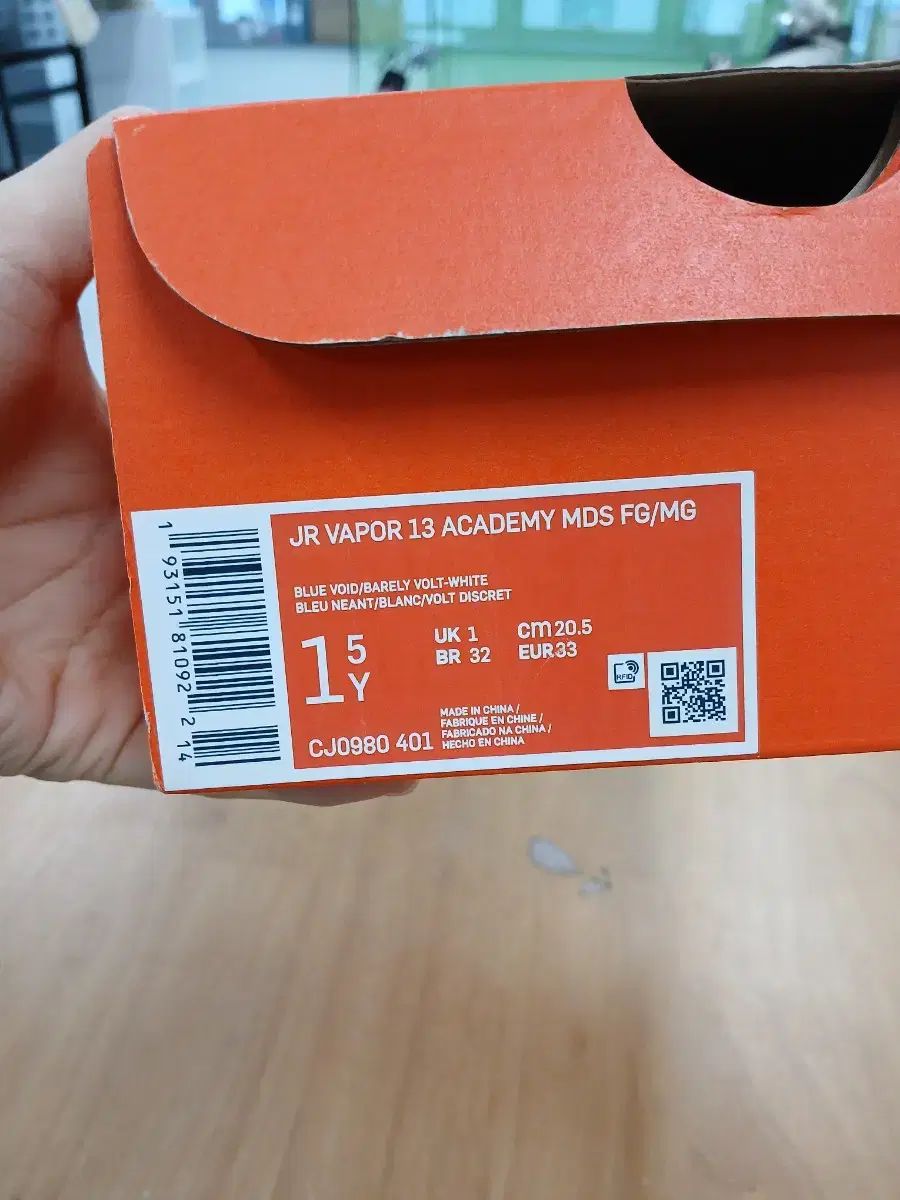 JR VAPOR 13 ACADEMY MDS FG/MG
BLUE VOID/BARELY VOLT-WHITE
BLEU NEANT/BLANC/VOLT DISCRET
1 5 Y
UK 1
cm 20.5
BR 32
EUR 33
RFID
MADE IN CHINA /
FABRIQUE EN CHINE /
FABRICADO NA CHINA /
HECHO EN CHINA
CJ0980 401
1 93151 81092 2 14